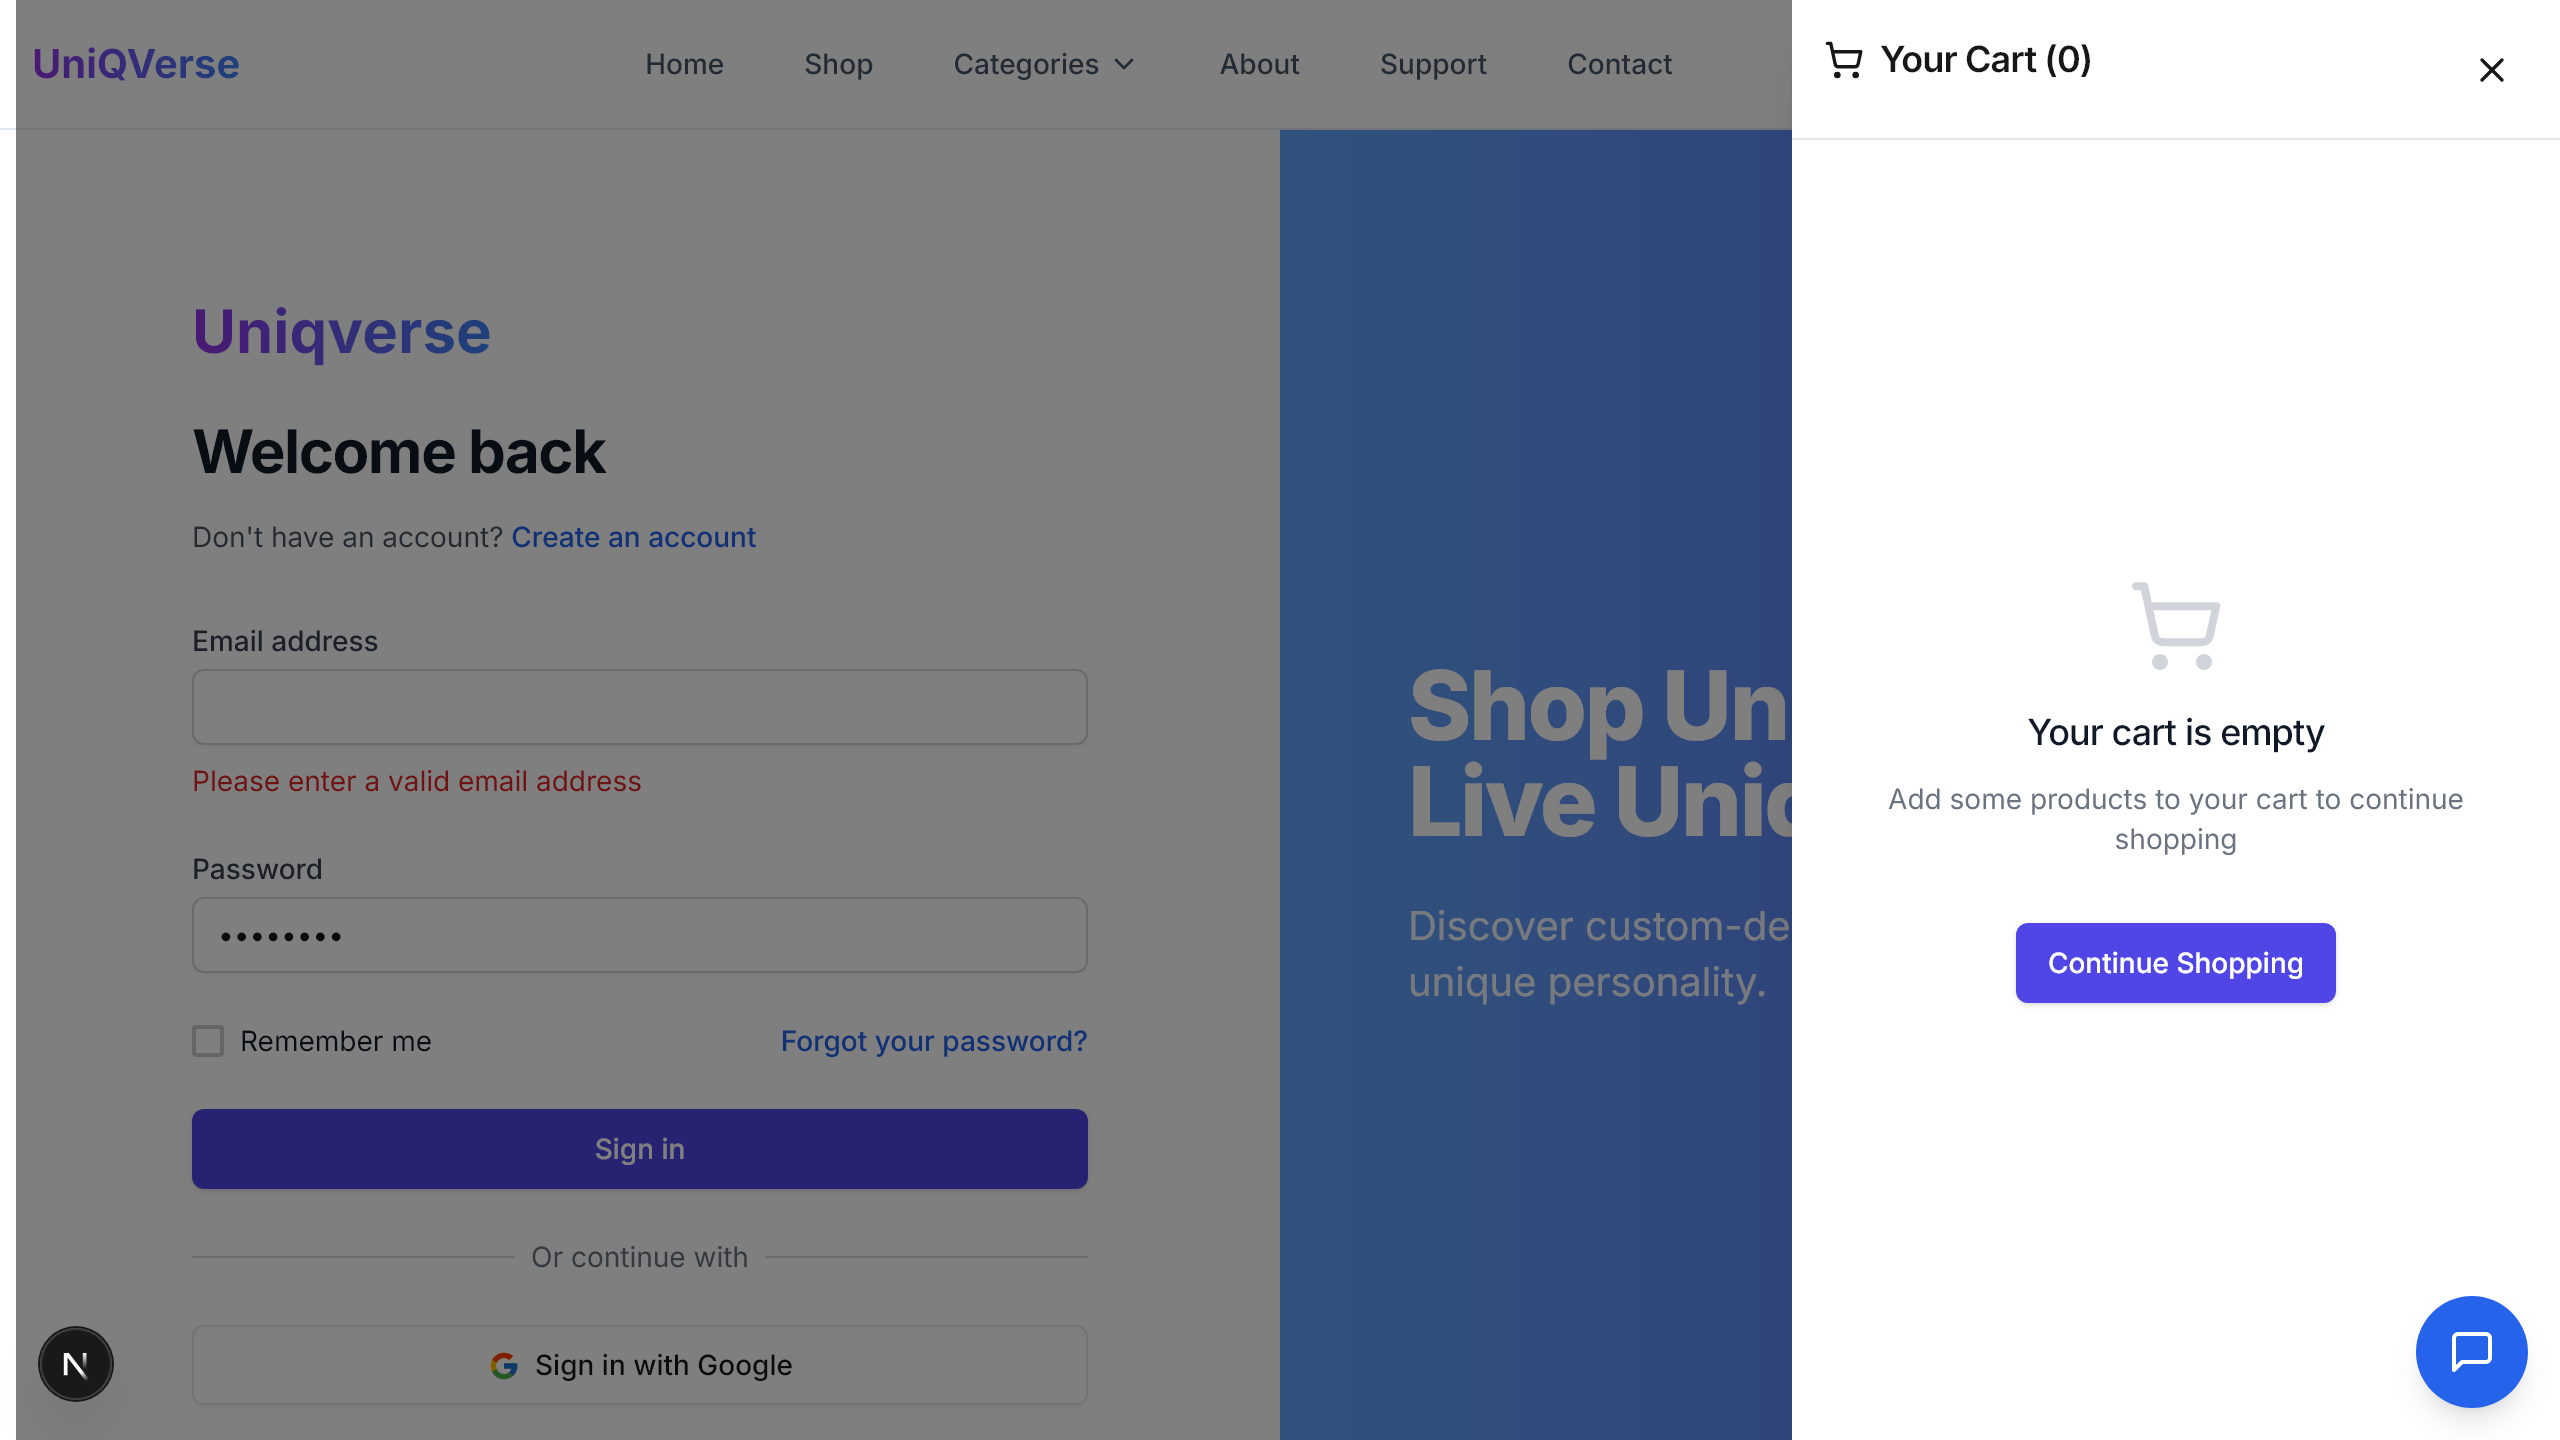 UniQVerse
Home
Shop
Categories
About
Support
Contact
Your Cart (0)
Uniqverse
Welcome back
Don't have an account? Create an account
Email address
Please enter a valid email address
Password
Remember me
Forgot your password?
Sign in
Or continue with
Sign in with Google
Shop Un
Live Uni
Discover custom-de
unique personality.
Your cart is empty
Add some products to your cart to continue
shopping
Continue Shopping
N